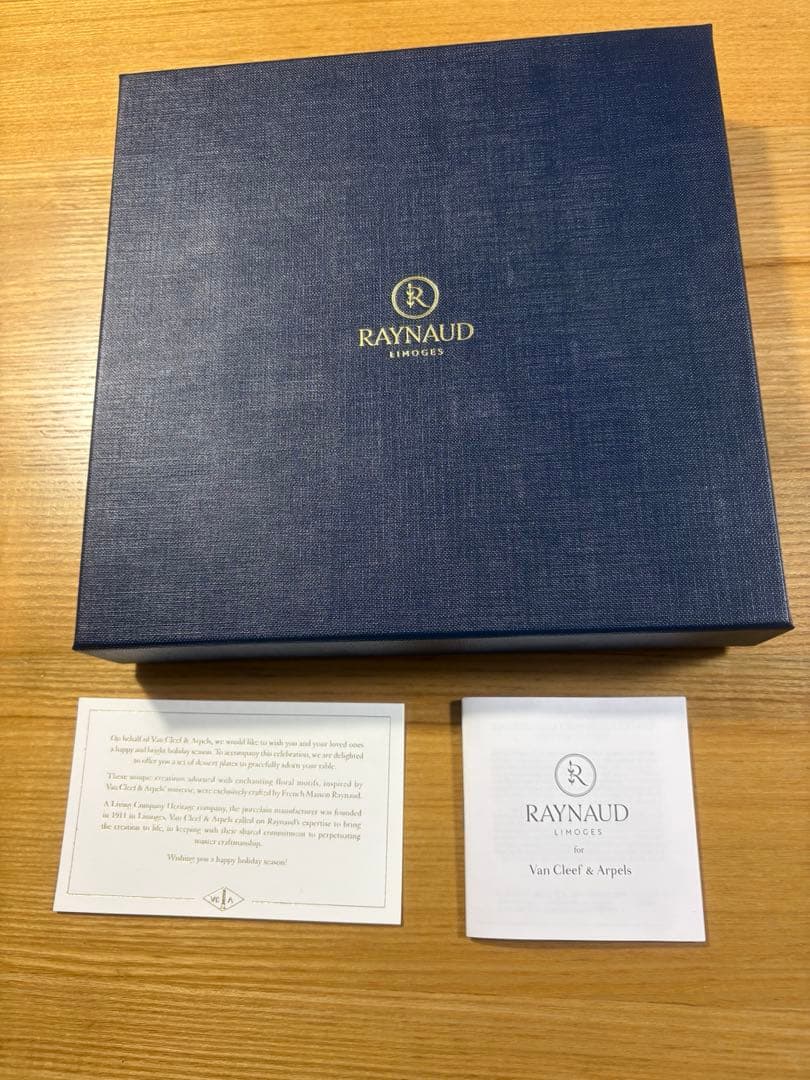 R
RAYNAUD
LIMOGES
On behalf of Van Cleef & Arpels, we would like to wish you and your loved ones
a happy and bright holiday season. To accompany this celebration, we are delighted
to offer you a set of dessert plates to gracefully adorn your table.
These unique creations adorned with enchanting floral motifs, inspired by
Van Cleef & Arpels' universe, were exclusively crafted by French Maison Raynaud.
A Living Company Heritage company, the porcelain manufacturer was founded
in 1911 in Limoges. Van Cleef & Arpels called on Raynaud's expertise to bring
the creation to life, in keeping with their shared commitment to perpetuating
master craftmanship.
Wishing you a happy holiday season!
VC A
R
RAYNAUD
LIMOGES
for
Van Cleef & Arpels